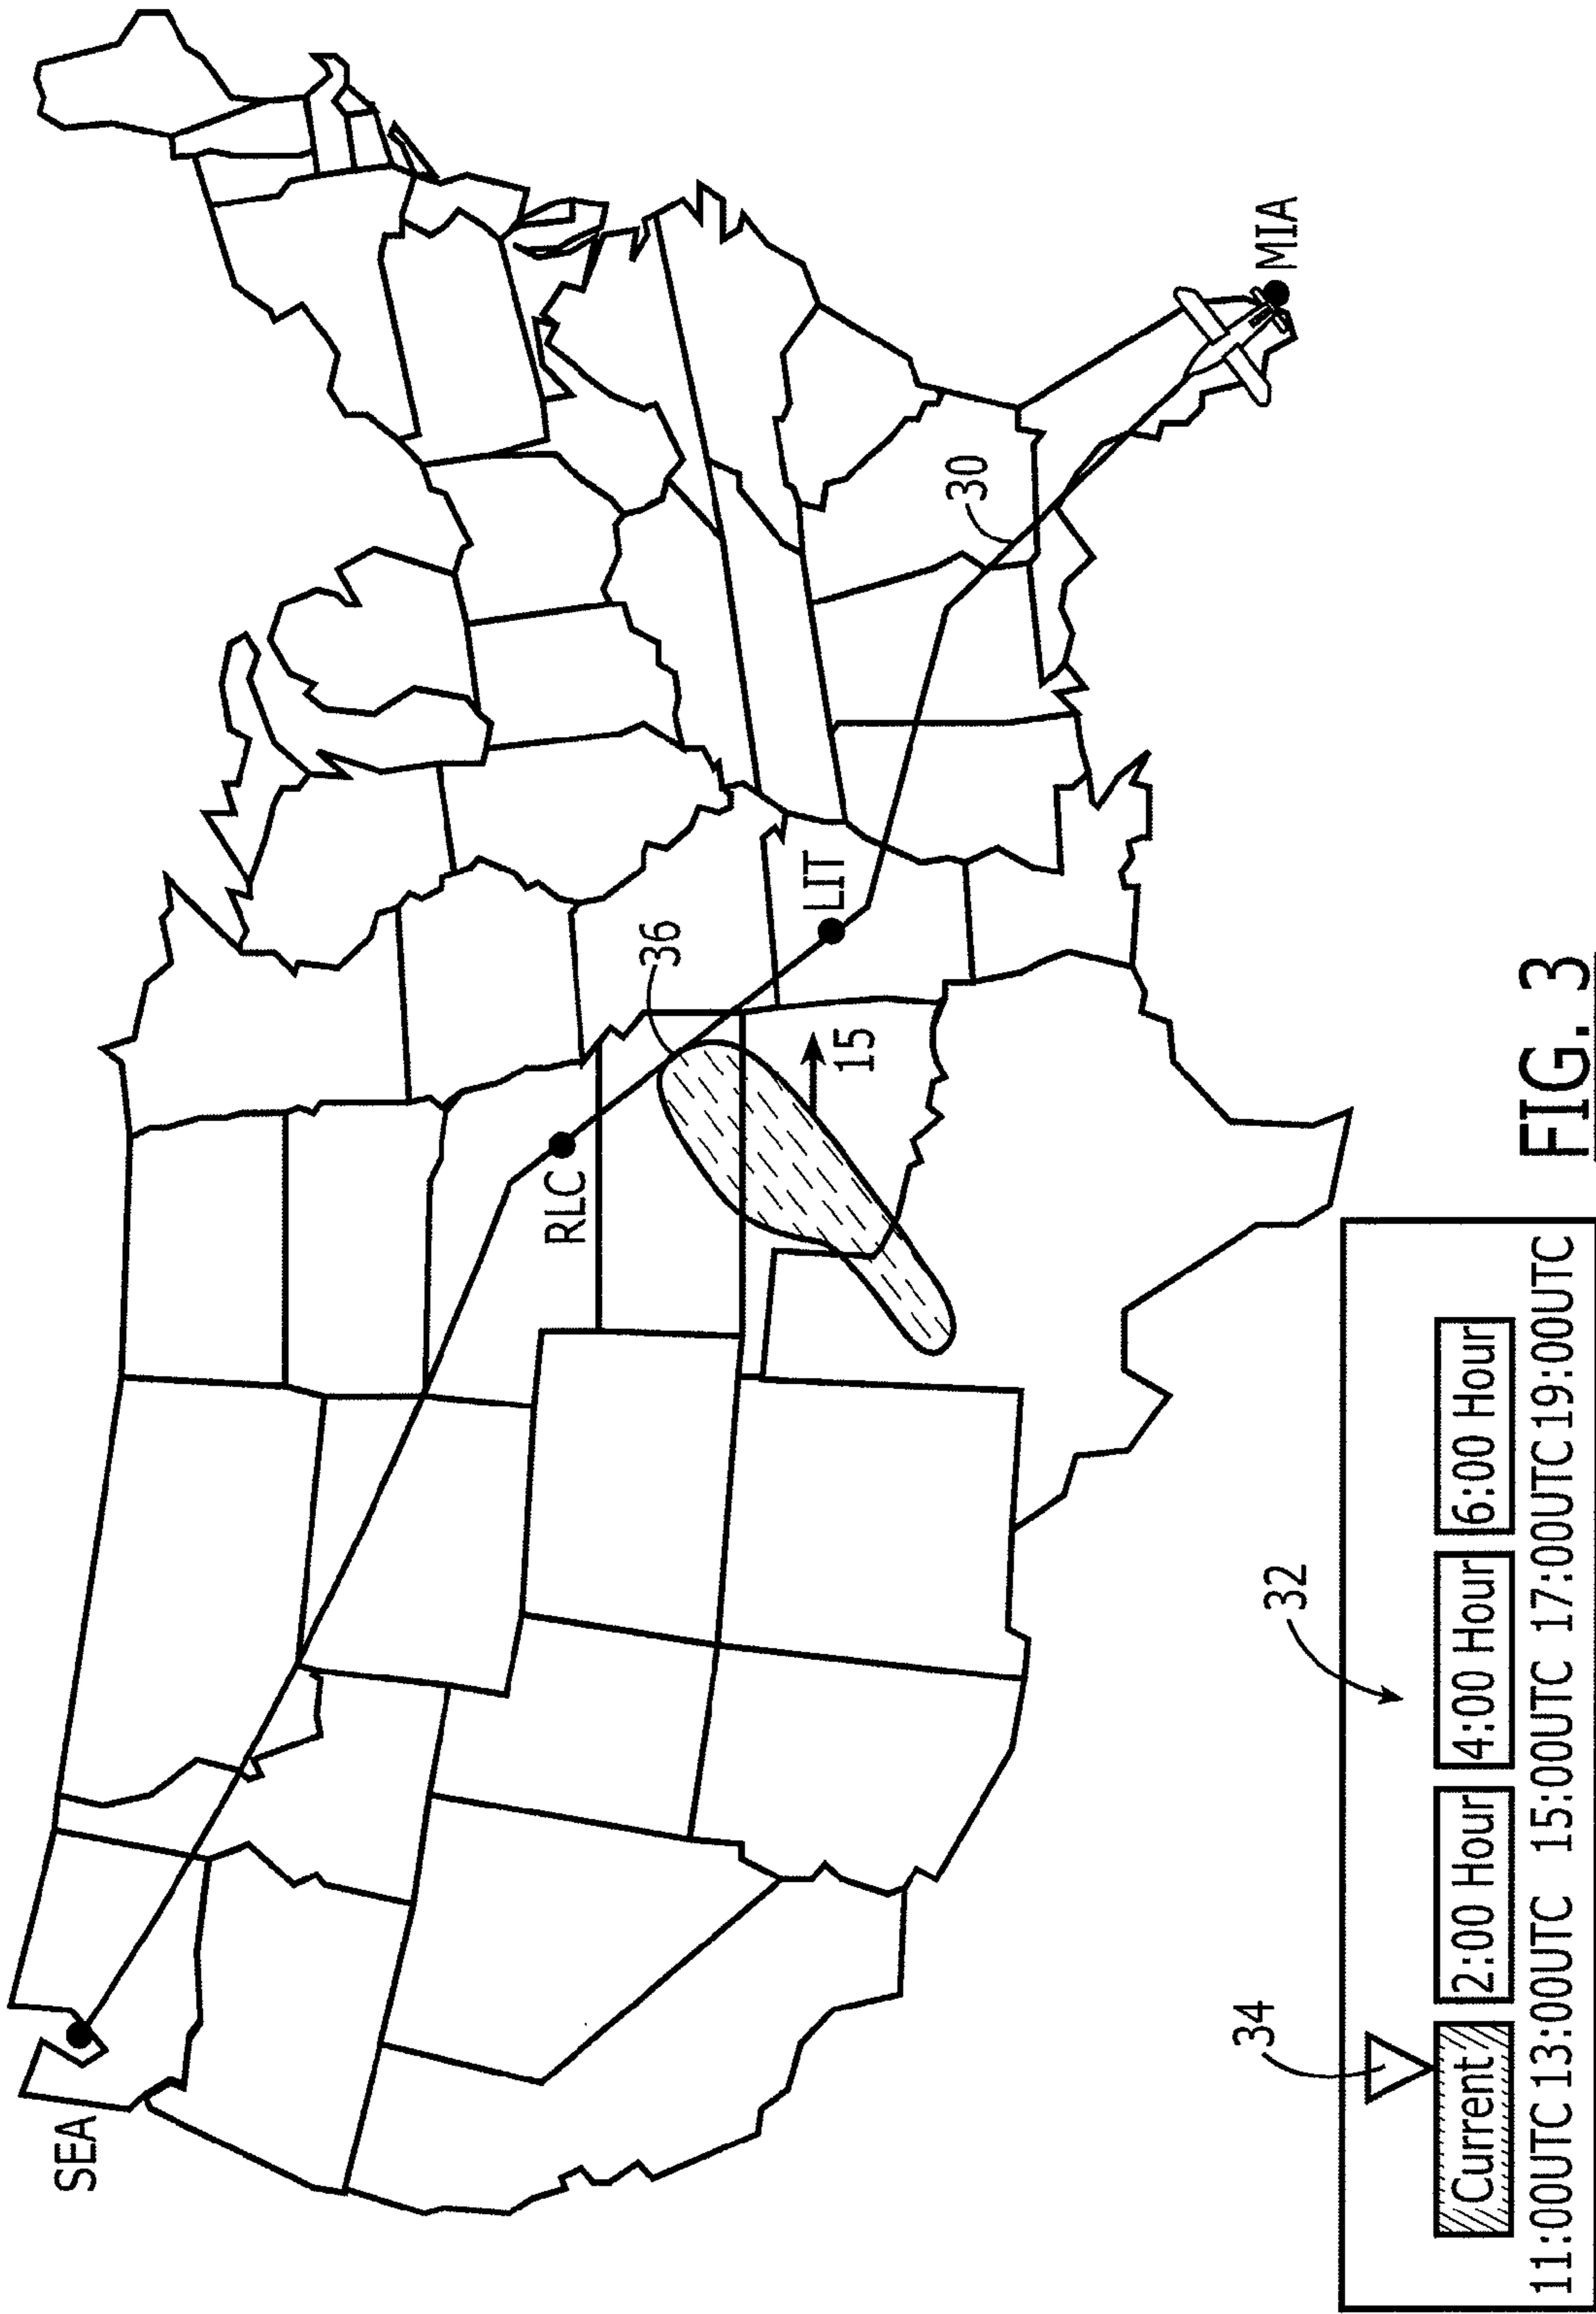 SEA
RLC
36
LIT
15
30
MIA
32
34
Current
2:00 Hour
4:00 Hour
6:00 Hour
11:00UTC 13:00UTC 15:00UTC 17:00UTC 19:00UTC
FIG. 3